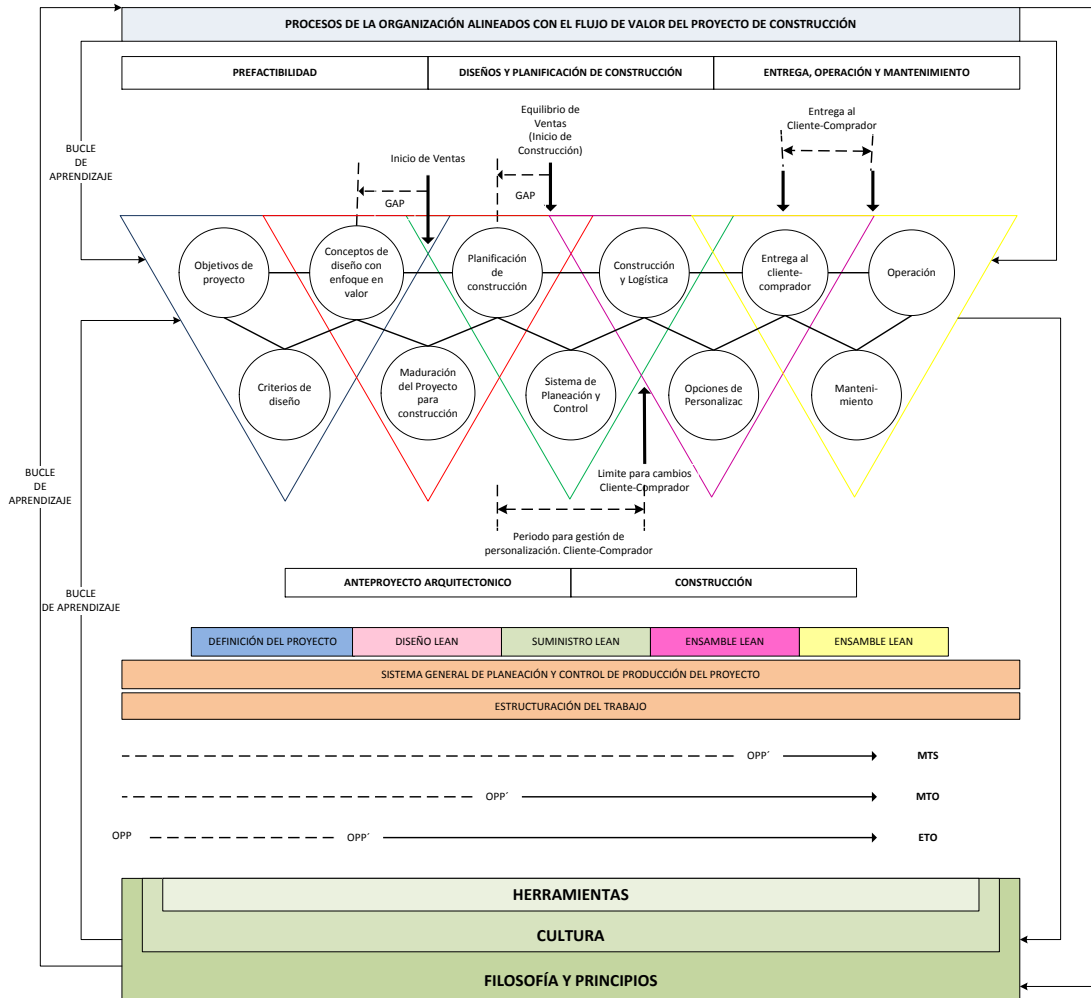 PROCESOS DE LA ORGANIZACIÓN ALINEADOS CON EL FLUJO DE VALOR DEL PROYECTO DE CONSTRUCCIÓN
PREFACTIBILIDAD
DISEÑOS Y PLANIFICACIÓN DE CONSTRUCCIÓN
ENTREGA, OPERACIÓN Y MANTENIMIENTO
BUCLE
DE
APRENDIZAJE
Inicio de Ventas
GAP
Equilibrio de
Ventas
(Inicio de
Construcción)
GAP
Entrega al
Cliente-Comprador
Objetivos de
proyecto
Conceptos de
diseño con
enfoque en
valor
Planificación
de
construcción
Construcción
y Logística
Entrega al
cliente-
comprador
Operación
Criterios de
diseño
Maduración
del Proyecto
para
construcción
Sistema de
Planeación y
Control
Opciones de
Personalizac
Manteni-
miento
BUCLE
DE
APRENDIZAJE
Limite para cambios
Cliente-Comprador
Periodo para gestión de
personalización. Cliente-Comprador
BUCLE
DE APRENDIZAJE
ANTEPROYECTO ARQUITECTONICO
CONSTRUCCIÓN
DEFINICIÓN DEL PROYECTO
DISEÑO LEAN
SUMINISTRO LEAN
ENSAMBLE LEAN
ENSAMBLE LEAN
SISTEMA GENERAL DE PLANEACIÓN Y CONTROL DE PRODUCCIÓN DEL PROYECTO
ESTRUCTURACIÓN DEL TRABAJO
OPP´
MTS
OPP´
MTO
OPP
OPP´
ETO
HERRAMIENTAS
CULTURA
FILOSOFÍA Y PRINCIPIOS